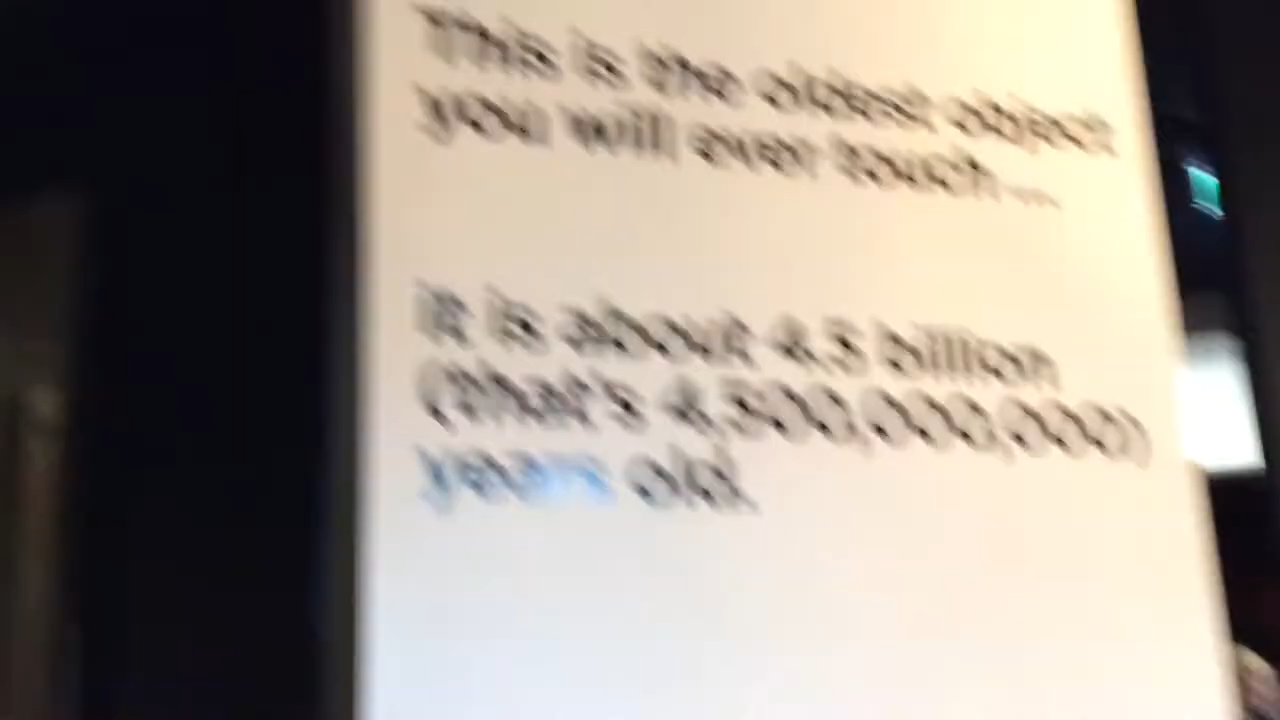 This is the oldest object
you will ever touch...
it is about 4.5 billion
(that's 4,500,000,000)
years old.